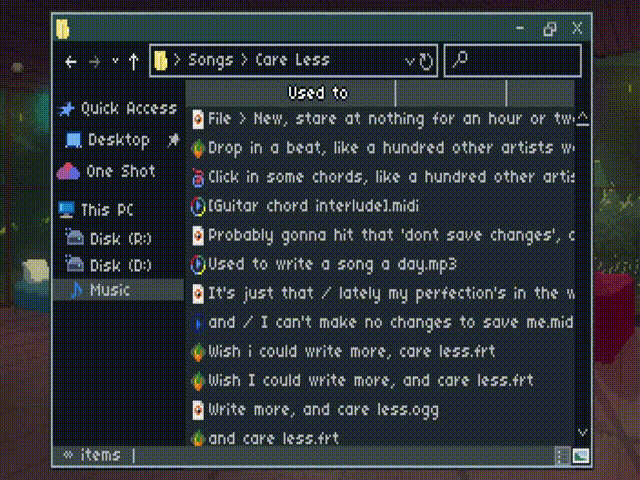 Songs > Care Less
Used to
Quick Access
Desktop
One Shot
This PC
Disk (R:)
Disk (D:)
Music
File > New, stare at nothing for an hour or tw
Drop in a beat, like a hundred other artists w
Click in some chords, like a hundred other artis
[Guitar chord interlude].midi
Probably gonna hit that 'dont save changes', c
Used to write a song a day.mp3
It's just that / lately my perfection's in the w
and / I can't make no changes to save me.mid
Wish i could write more, care less.frt
Wish I could write more, and care less.frt
Write more, and care less.ogg
and care less.frt
∞ items |